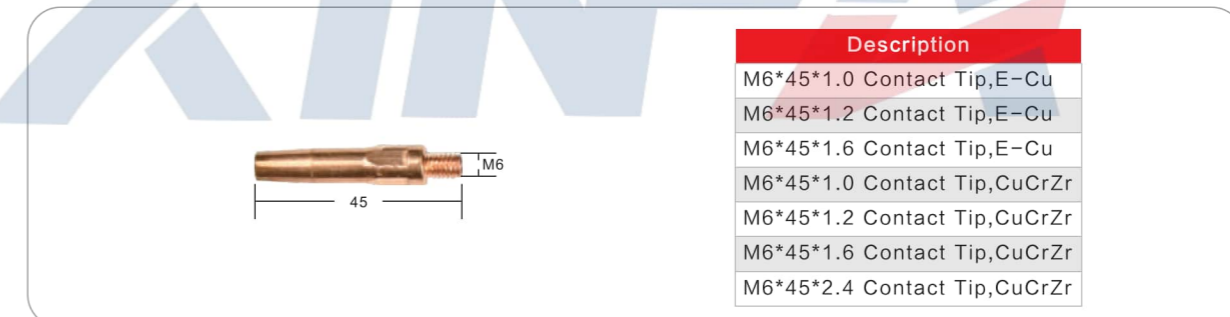 XINPA
Description
M6*45*1.0 Contact Tip,E-Cu
M6*45*1.2 Contact Tip,E-Cu
M6
M6*45*1.6 Contact Tip,E-Cu
M6*45*1.0 Contact Tip,CuCrZr
45
M6*45*1.2 Contact Tip,CuCrZr
M6*45*1.6 Contact Tip,CuCrZr
M6*45*2.4 Contact Tip,CuCrZr